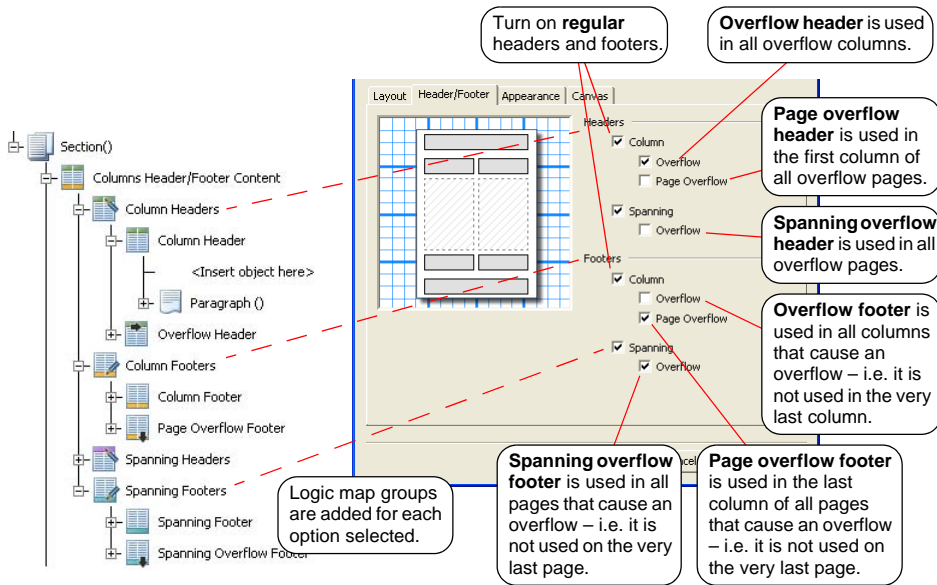 Turn on regular
headers and footers.
Overflow header is used
in all overflow columns.
Layout Header/Footer Appearance Canvas
Headers
Column
Overflow
Page Overflow
Spanning
Overflow
Footers
Column
Overflow
Page Overflow
Spanning
Overflow
Page overflow
header is used in
the first column of
all overflow pages.
Spanning overflow
header is used in all
overflow pages.
Overflow footer is
used in all columns
that cause an
overflow – i.e. it is
not used in the very
last column.
Section()
Columns Header/Footer Content
Column Headers
Column Header
<Insert object here>
Paragraph ()
Overflow Header
Column Footers
Column Footer
Page Overflow Footer
Spanning Headers
Spanning Footers
Spanning Footer
Spanning Overflow Footer
Logic map groups
are added for each
option selected.
Spanning overflow
footer is used in all
pages that cause an
overflow – i.e. it is
not used on the very
last page.
Page overflow footer
is used in the last
column of all pages
that cause an overflow
– i.e. it is not used on
the very last page.